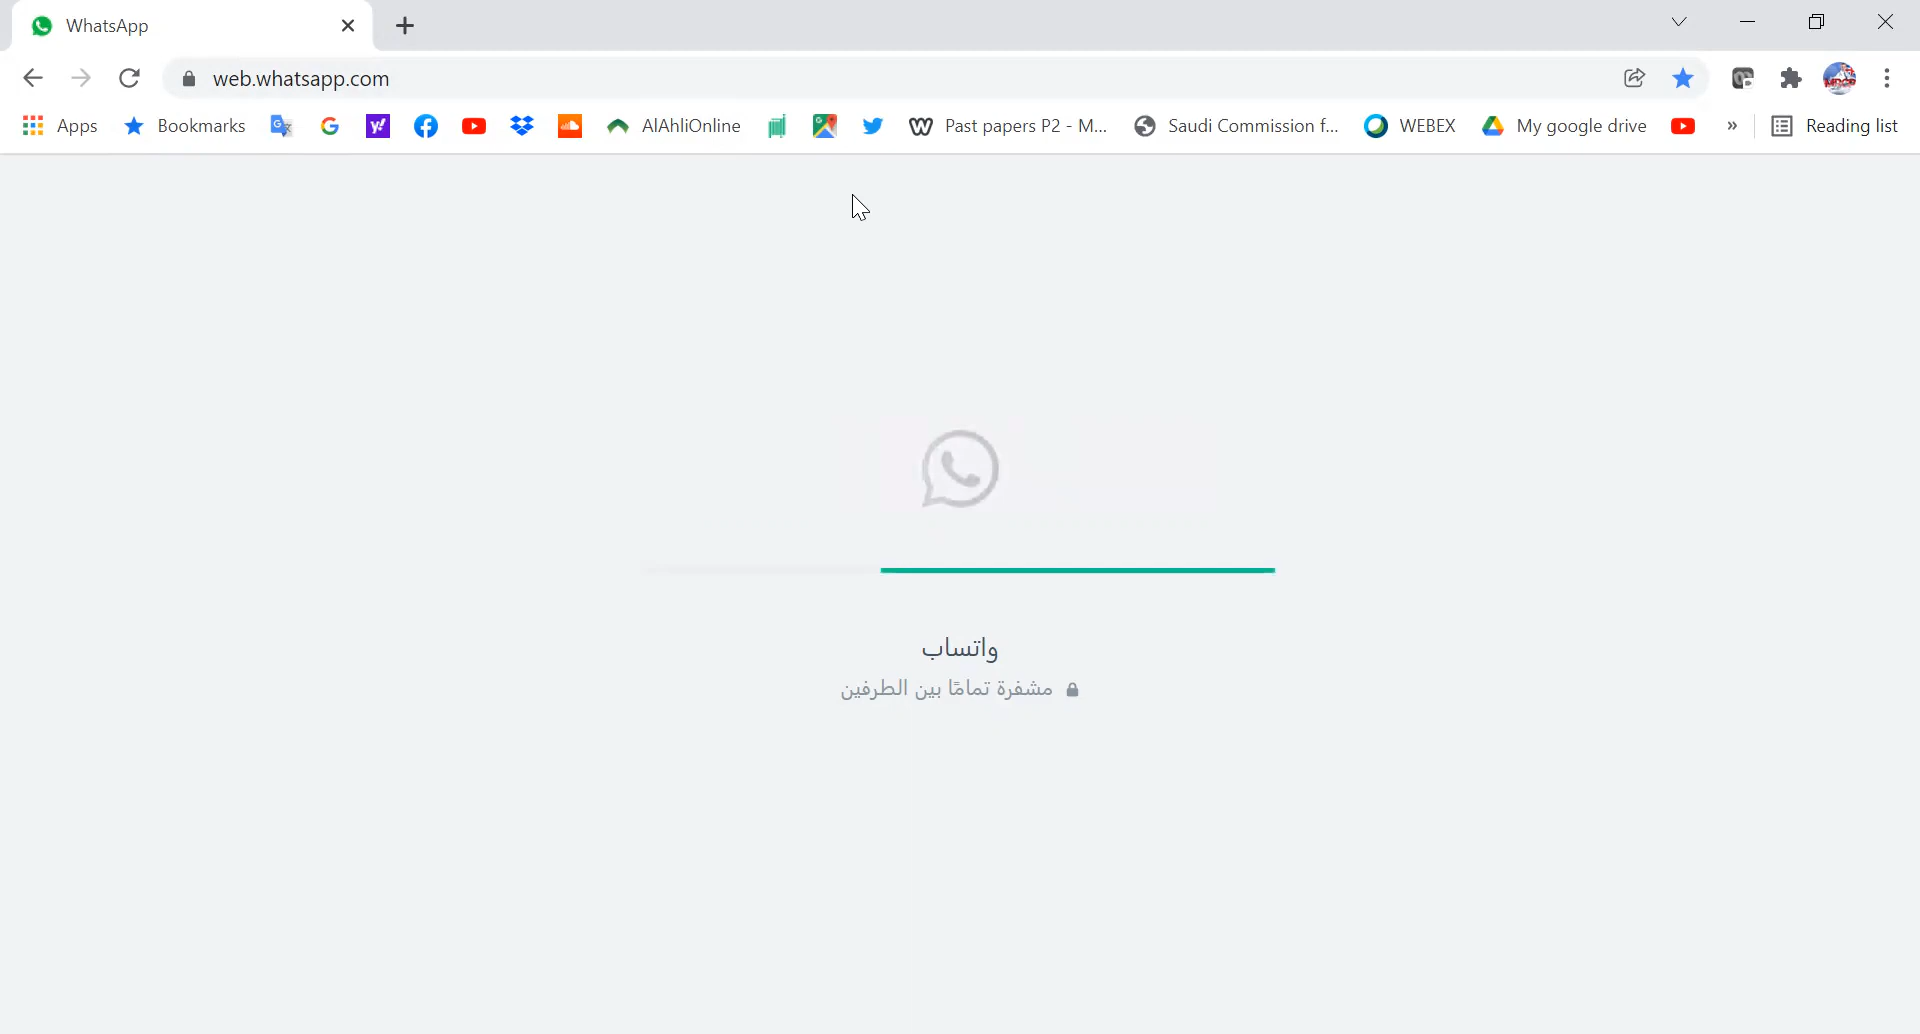 WhatsApp
web.whatsapp.com
Apps
Bookmarks
AlAhliOnline
Past papers P2 - M...
Saudi Commission f...
WEBEX
My google drive
»
Reading list
واتساب
مشفرة تمامًا بين الطرفين